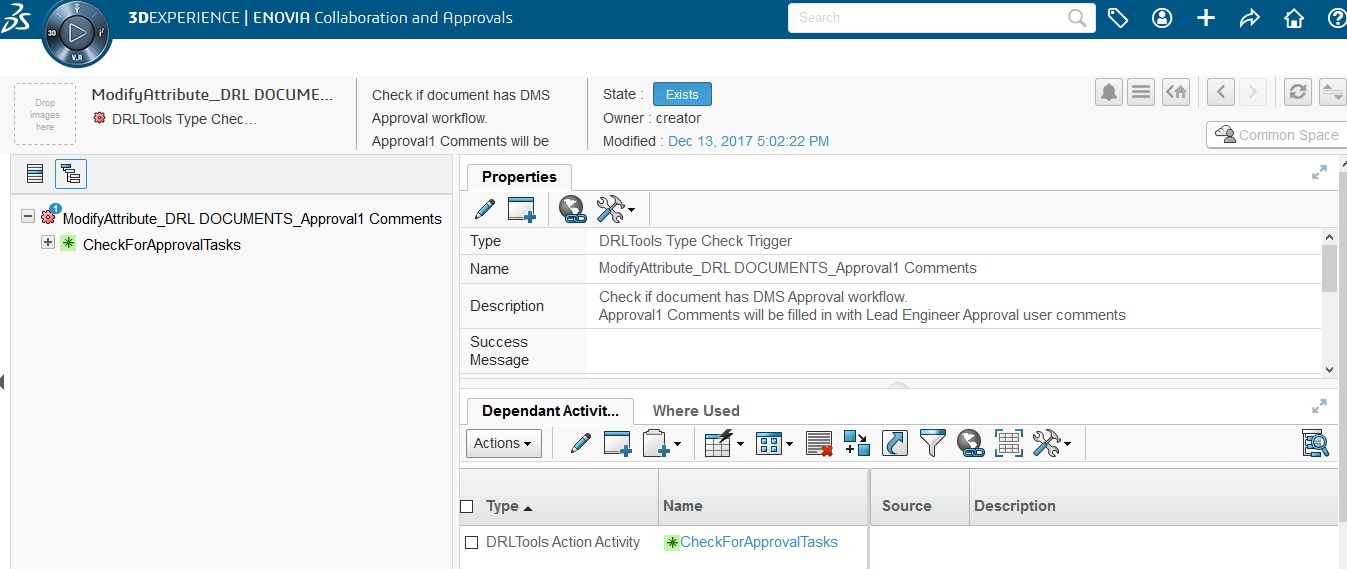 3DEXPERIENCE | ENOVIA Collaboration and Approvals
Search
3D
V.R
Drop
images
here
ModifyAttribute_DRL DOCUME...
DRLTools Type Chec...
Check if document has DMS
Approval workflow.
Approval1 Comments will be
State : Exists
Owner : creator
Modified : Dec 13, 2017 5:02:22 PM
Common Space
1
ModifyAttribute_DRL DOCUMENTS_Approval1 Comments
CheckForApprovalTasks
Properties
Type DRLTools Type Check Trigger
Name ModifyAttribute_DRL DOCUMENTS_Approval1 Comments
Description Check if document has DMS Approval workflow.
Approval1 Comments will be filled in with Lead Engineer Approval user comments
Success
Message
Dependant Activit... Where Used
Actions
Type Name Source Description
DRLTools Action Activity CheckForApprovalTasks